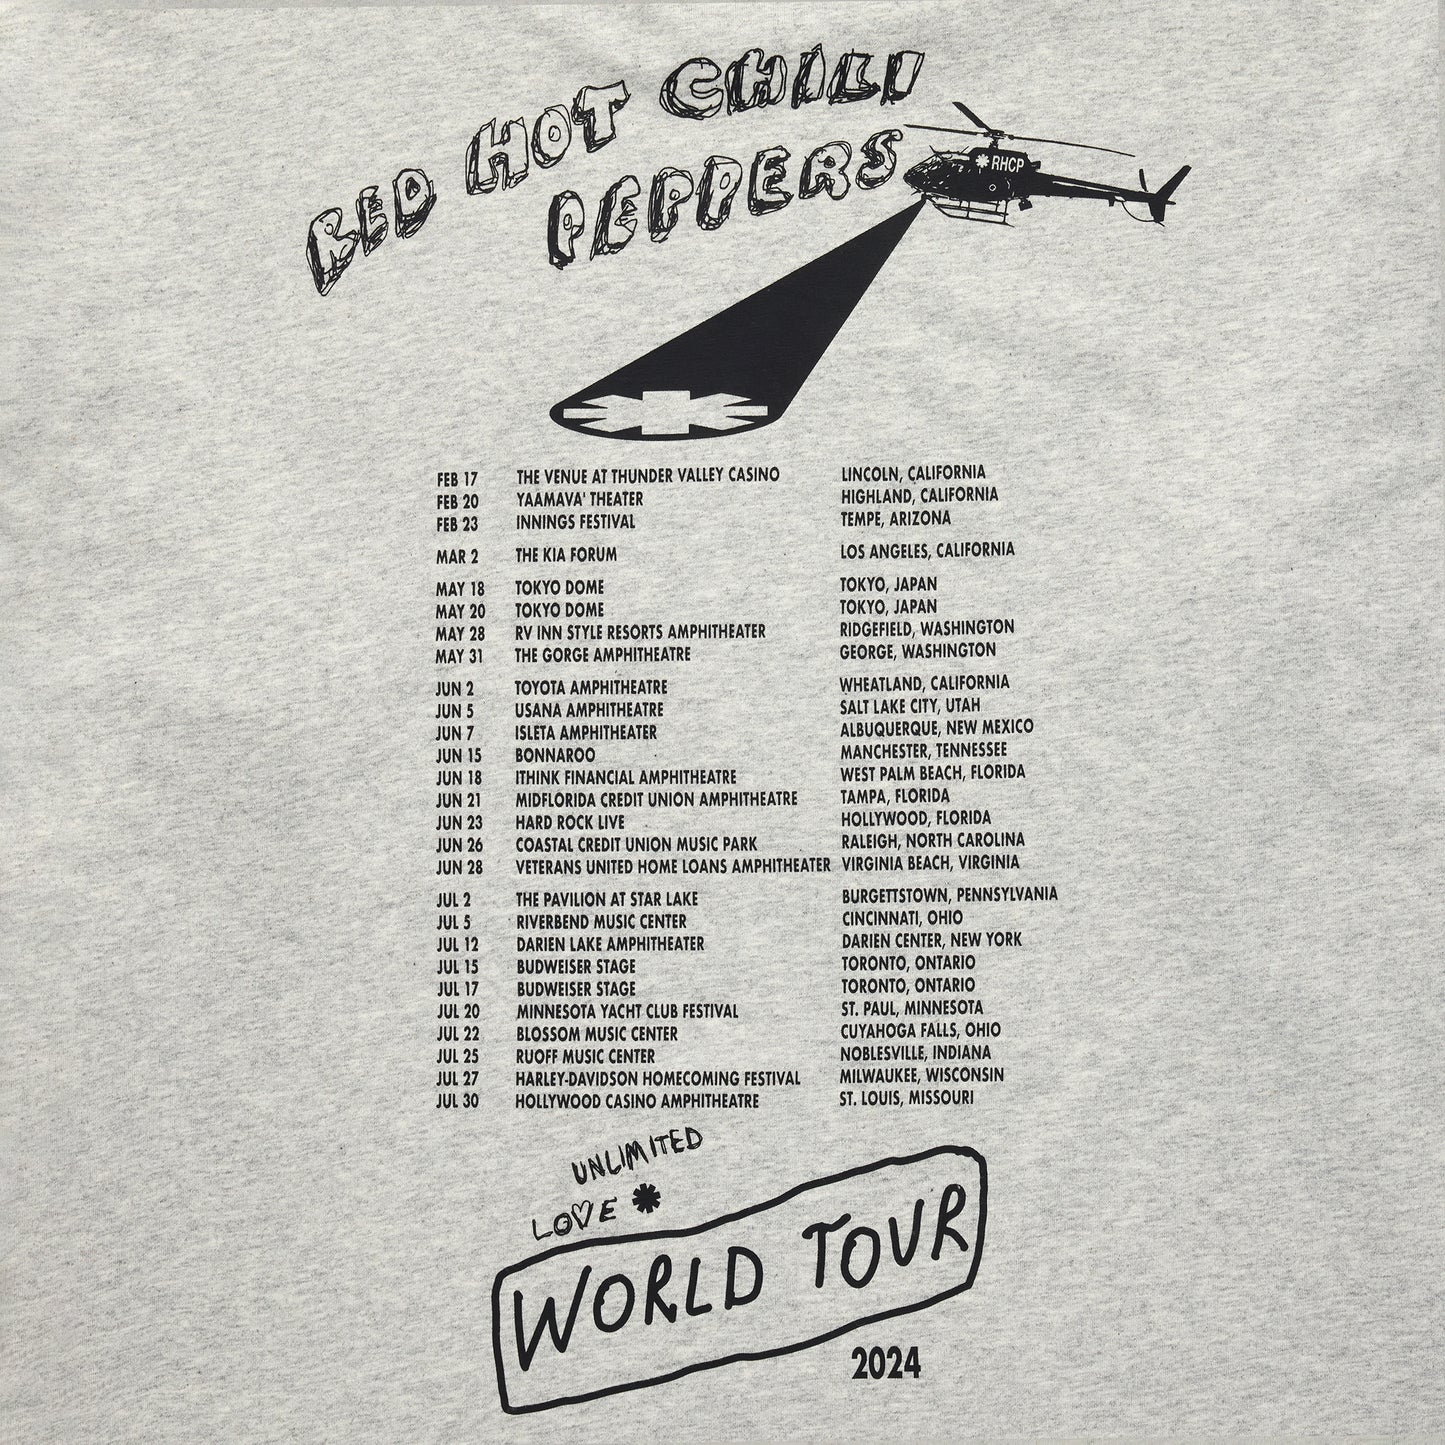 RED HOT CHILI
PEPPERS
RHCP
FEB 17 THE VENUE AT THUNDER VALLEY CASINO LINCOLN, CALIFORNIA
FEB 20 YAAMAVA' THEATER HIGHLAND, CALIFORNIA
FEB 23 INNINGS FESTIVAL TEMPE, ARIZONA
MAR 2 THE KIA FORUM LOS ANGELES, CALIFORNIA
MAY 18 TOKYO DOME TOKYO, JAPAN
MAY 20 TOKYO DOME TOKYO, JAPAN
MAY 28 RV INN STYLE RESORTS AMPHITHEATER RIDGEFIELD, WASHINGTON
MAY 31 THE GORGE AMPHITHEATRE GEORGE, WASHINGTON
JUN 2 TOYOTA AMPHITHEATRE WHEATLAND, CALIFORNIA
JUN 5 USANA AMPHITHEATRE SALT LAKE CITY, UTAH
JUN 7 ISLETA AMPHITHEATER ALBUQUERQUE, NEW MEXICO
JUN 15 BONNAROO MANCHESTER, TENNESSEE
JUN 18 ITHINK FINANCIAL AMPHITHEATRE WEST PALM BEACH, FLORIDA
JUN 21 MIDFLORIDA CREDIT UNION AMPHITHEATRE TAMPA, FLORIDA
JUN 23 HARD ROCK LIVE HOLLYWOOD, FLORIDA
JUN 26 COASTAL CREDIT UNION MUSIC PARK RALEIGH, NORTH CAROLINA
JUN 28 VETERANS UNITED HOME LOANS AMPHITHEATER VIRGINIA BEACH, VIRGINIA
JUL 2 THE PAVILION AT STAR LAKE BURGETTSTOWN, PENNSYLVANIA
JUL 5 RIVERBEND MUSIC CENTER CINCINNATI, OHIO
JUL 12 DARIEN LAKE AMPHITHEATER DARIEN CENTER, NEW YORK
JUL 15 BUDWEISER STAGE TORONTO, ONTARIO
JUL 17 BUDWEISER STAGE TORONTO, ONTARIO
JUL 20 MINNESOTA YACHT CLUB FESTIVAL ST. PAUL, MINNESOTA
JUL 22 BLOSSOM MUSIC CENTER CUYAHOGA FALLS, OHIO
JUL 25 RUOFF MUSIC CENTER NOBLESVILLE, INDIANA
JUL 27 HARLEY-DAVIDSON HOMECOMING FESTIVAL MILWAUKEE, WISCONSIN
JUL 30 HOLLYWOOD CASINO AMPHITHEATRE ST. LOUIS, MISSOURI
UNLIMITED
LOVE
WORLD TOUR
2024